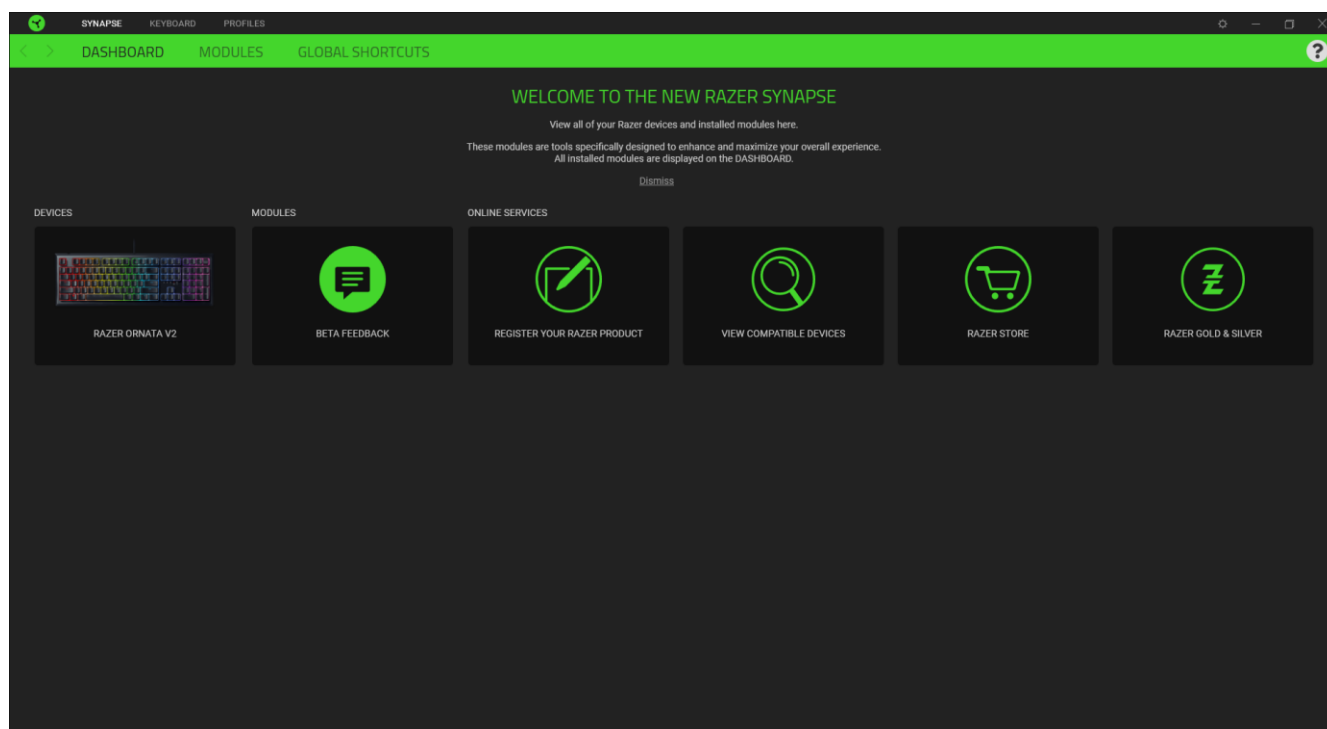 SYNAPSE KEYBOARD PROFILES
DASHBOARD MODULES GLOBAL SHORTCUTS
?
WELCOME TO THE NEW RAZER SYNAPSE
View all of your Razer devices and installed modules here.
These modules are tools specifically designed to enhance and maximize your overall experience.
All installed modules are displayed on the DASHBOARD.
Dismiss
DEVICES MODULES ONLINE SERVICES
RAZER ORNATA V2 BETA FEEDBACK REGISTER YOUR RAZER PRODUCT VIEW COMPATIBLE DEVICES RAZER STORE RAZER GOLD & SILVER